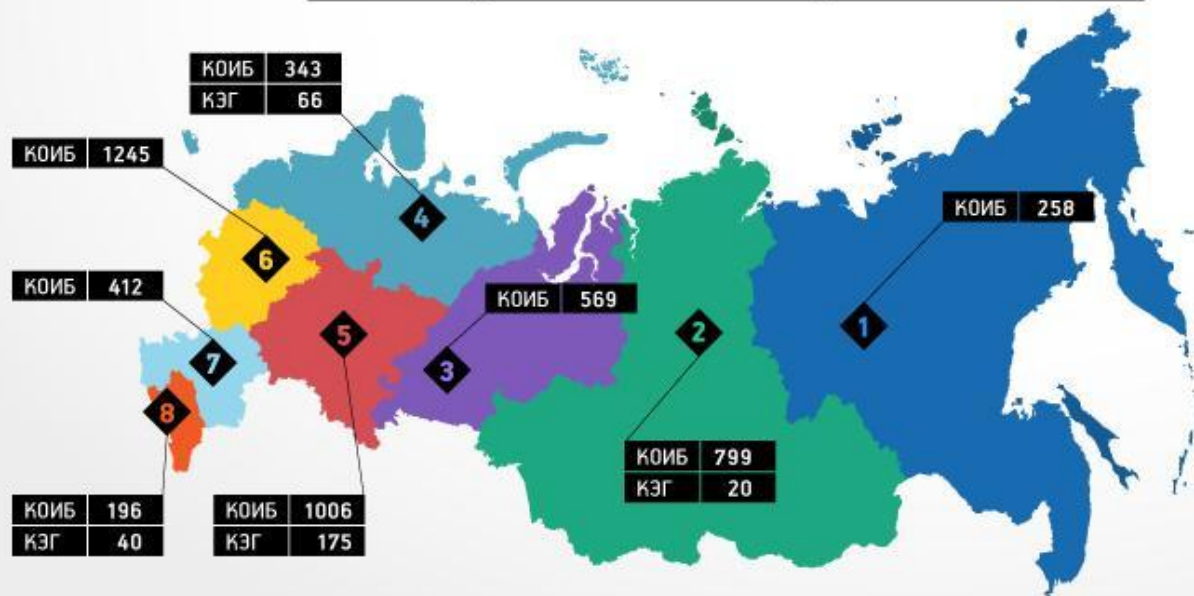 КОИБ 343
КЭГ 66
КОИБ 1245
КОИБ 258
4
6
КОИБ 412
КОИБ 569
5
2
1
7
3
8
КОИБ 799
КЭГ 20
КОИБ 196
КЭГ 40
КОИБ 1006
КЭГ 175